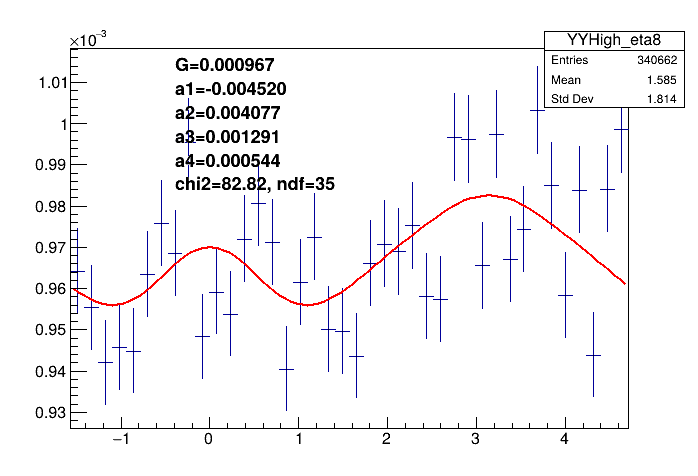 ×10⁻³
YYHigh_eta8
Entries 340662
Mean 1.585
Std Dev 1.814
G=0.000967
a1=-0.004520
a2=0.004077
a3=0.001291
a4=0.000544
chi2=82.82, ndf=35
1.01
1
0.99
0.98
0.97
0.96
0.95
0.94
0.93
−1 0 1 2 3 4